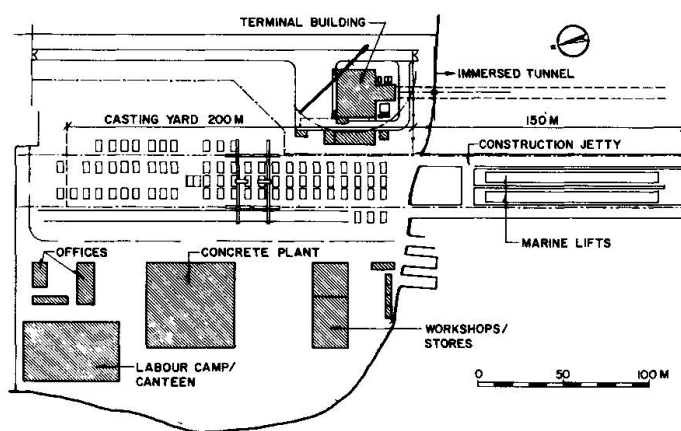 TERMINAL BUILDING
IMMERSED TUNNEL
CASTING YARD 200 M
150 M
CONSTRUCTION JETTY
MARINE LIFTS
OFFICES
CONCRETE PLANT
WORKSHOPS/
STORES
LABOUR CAMP/
CANTEEN
0 50 100 M